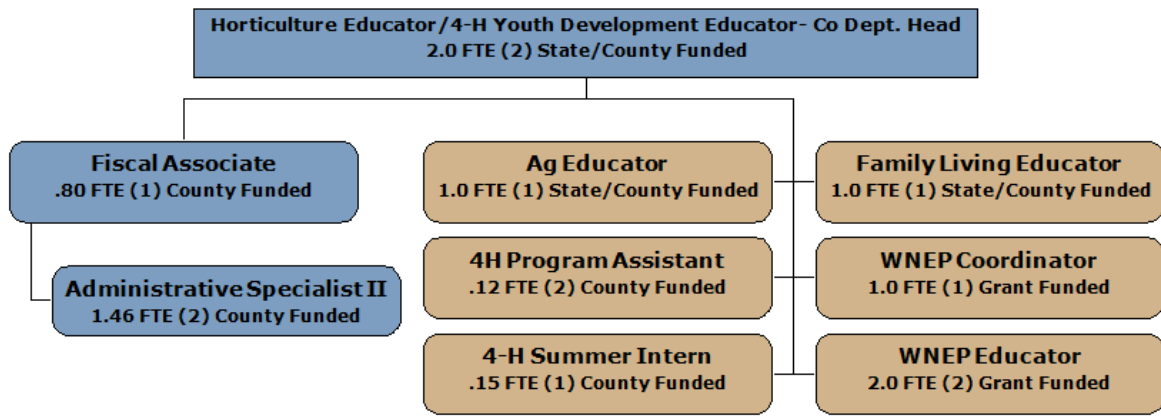 Horticulture Educator/4-H Youth Development Educator- Co Dept. Head
2.0 FTE (2) State/County Funded
Fiscal Associate
.80 FTE (1) County Funded
Administrative Specialist II
1.46 FTE (2) County Funded
Ag Educator
1.0 FTE (1) State/County Funded
Family Living Educator
1.0 FTE (1) State/County Funded
4H Program Assistant
.12 FTE (2) County Funded
WNEP Coordinator
1.0 FTE (1) Grant Funded
4-H Summer Intern
.15 FTE (1) County Funded
WNEP Educator
2.0 FTE (2) Grant Funded